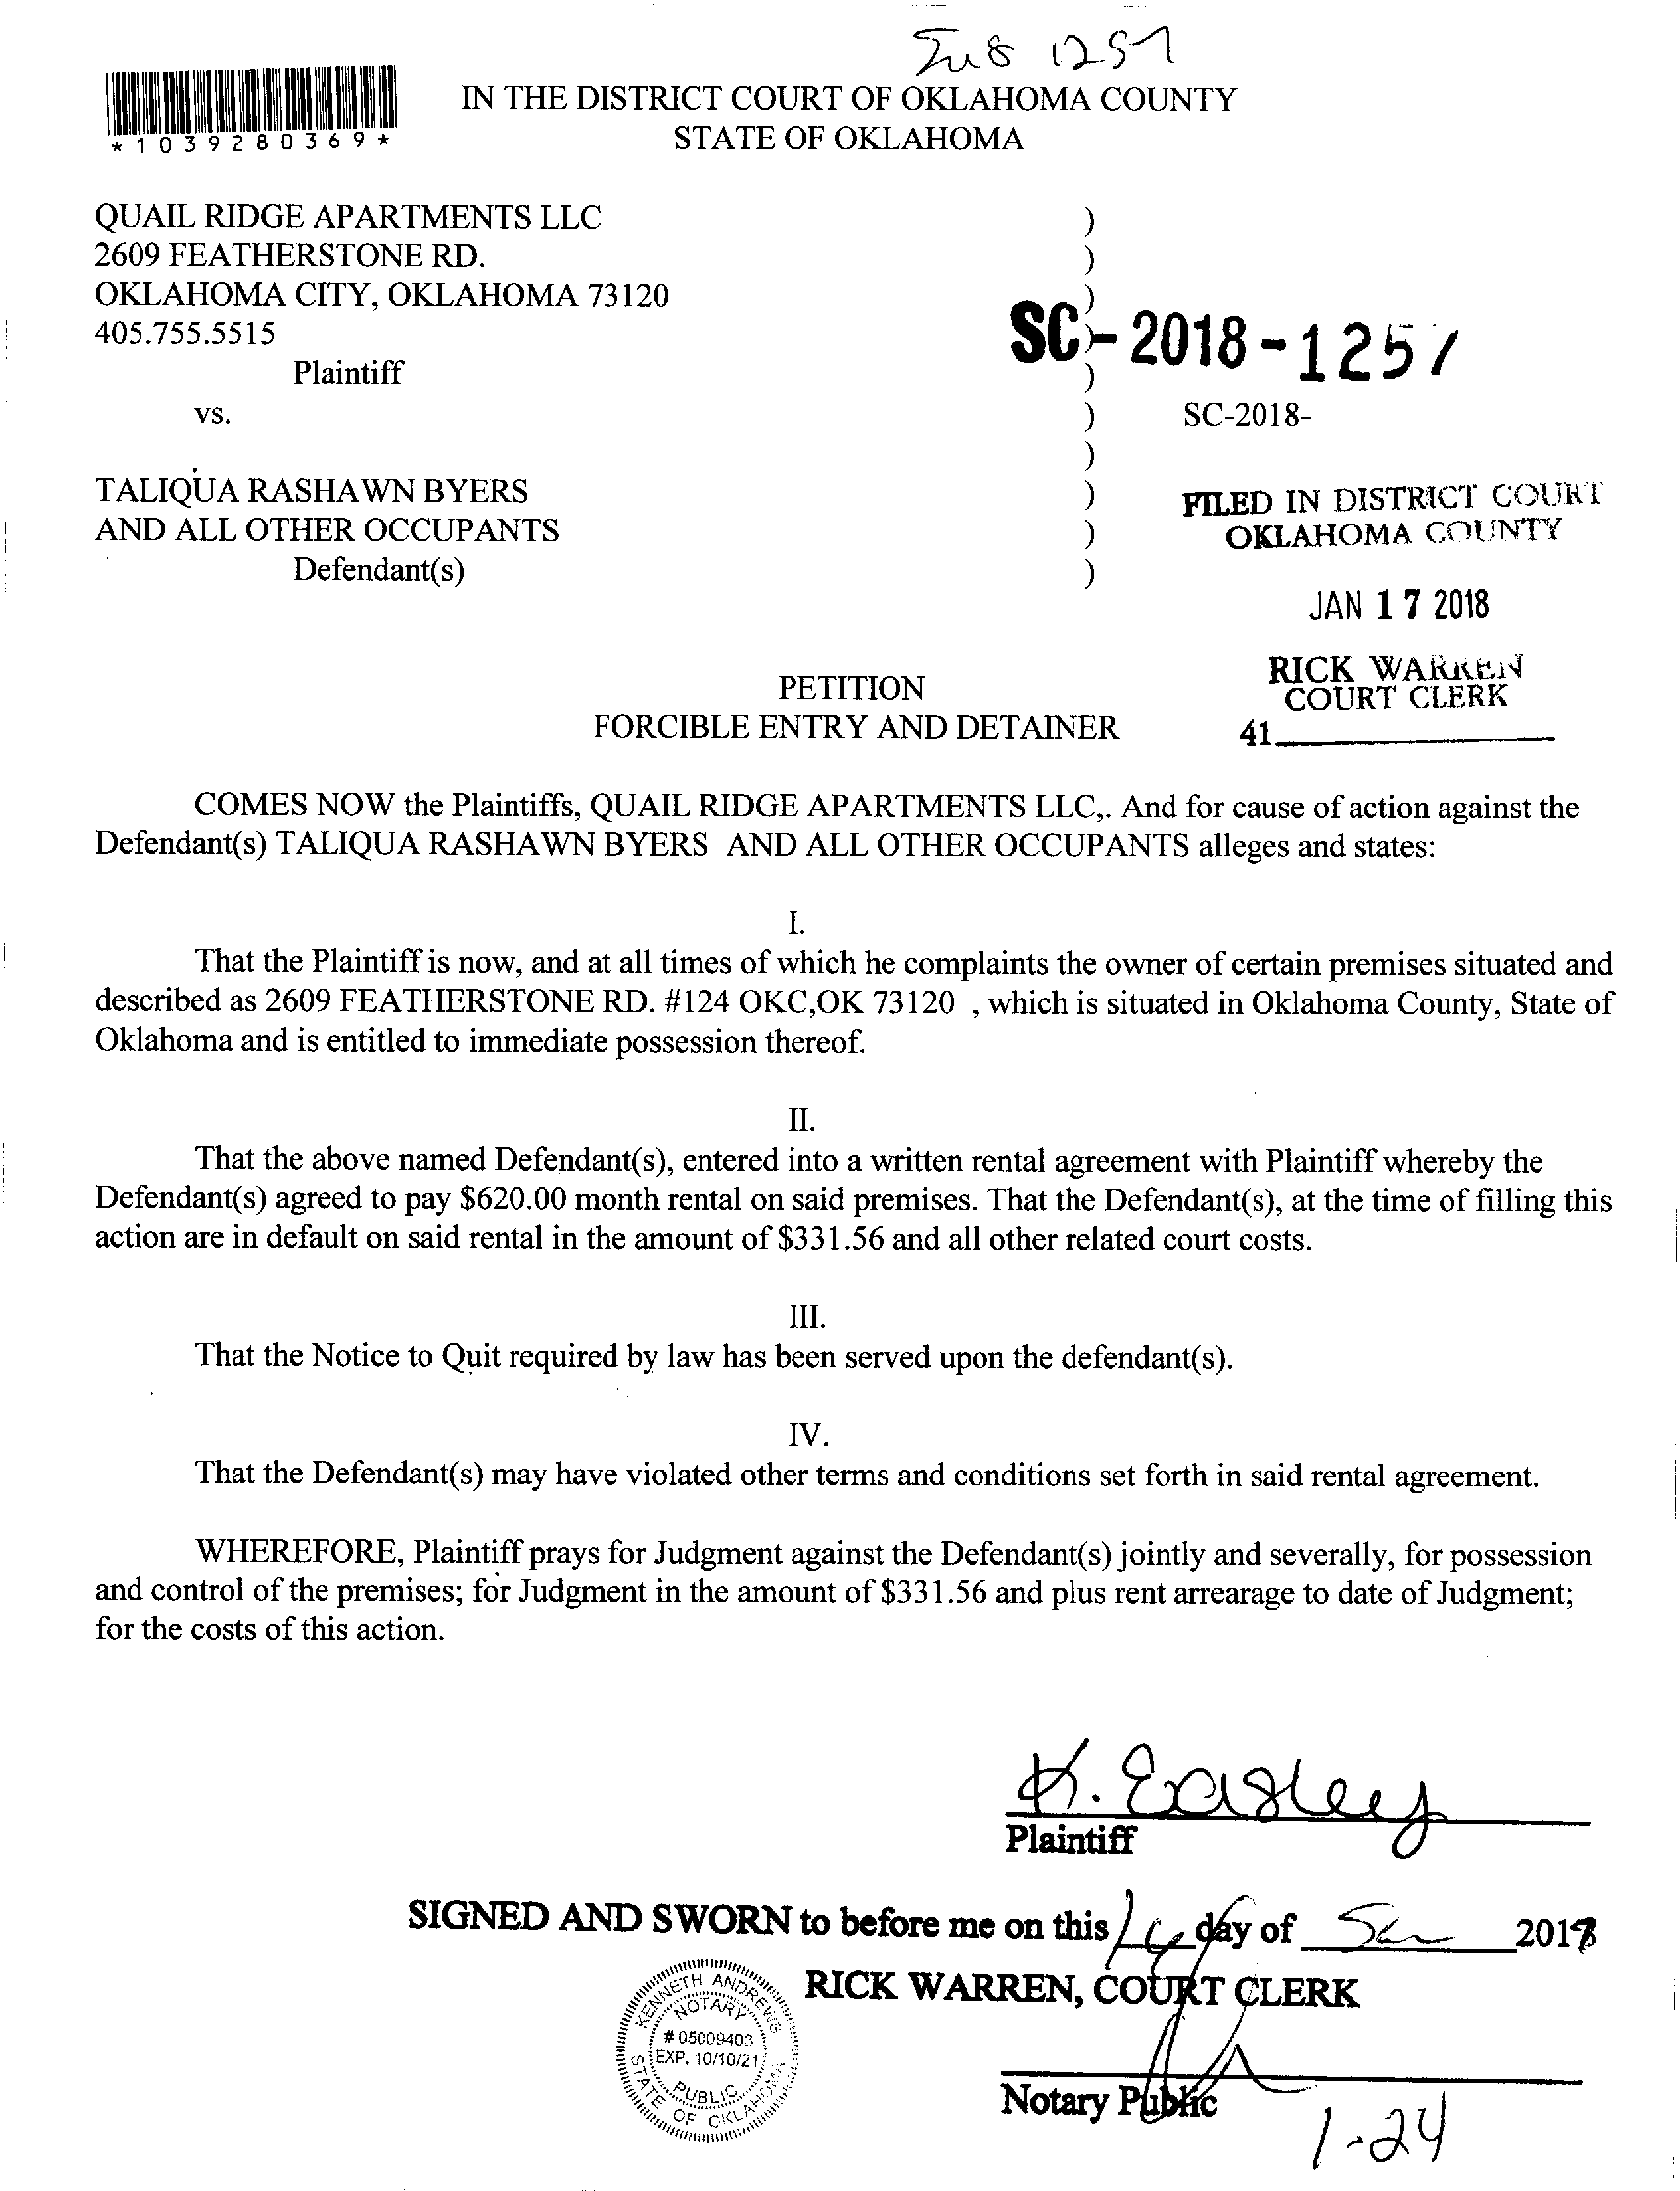 IN THE DISTRICT COURT OF OKLAHOMA COUNTY
*1039280369*
STATE OF OKLAHOMA
QUAIL RIDGE APARTMENTS LLC )
2609 FEATHERSTONE RD. )
OKLAHOMA CITY, OKLAHOMA 73120 )
405.755.5515
SC-2018-125
Plaintiff )
vs. ) SC-2018-
)
TALIQUA RASHAWN BYERS )
FILED IN DISTRICT COURT
AND ALL OTHER OCCUPANTS )
OKLAHOMA COUNTY
Defendant(s) )
JAN 17 2018
RICK WARREN
COURT CLERK
41
PETITION
FORCIBLE ENTRY AND DETAINER
COMES NOW the Plaintiffs, QUAIL RIDGE APARTMENTS LLC,. And for cause of action against the
Defendant(s) TALIQUA RASHAWN BYERS AND ALL OTHER OCCUPANTS alleges and states:
I.
That the Plaintiff is now, and at all times of which he complaints the owner of certain premises situated and
described as 2609 FEATHERSTONE RD. #124 OKC,OK 73120 , which is situated in Oklahoma County, State of
Oklahoma and is entitled to immediate possession thereof.
II.
That the above named Defendant(s), entered into a written rental agreement with Plaintiff whereby the
Defendant(s) agreed to pay $620.00 month rental on said premises. That the Defendant(s), at the time of filling this
action are in default on said rental in the amount of $331.56 and all other related court costs.
III.
That the Notice to Quit required by law has been served upon the defendant(s).
IV.
That the Defendant(s) may have violated other terms and conditions set forth in said rental agreement.
WHEREFORE, Plaintiff prays for Judgment against the Defendant(s) jointly and severally, for possession
and control of the premises; for Judgment in the amount of $331.56 and plus rent arrearage to date of Judgment;
for the costs of this action.
K. Easley
Plaintiff
SIGNED AND SWORN to before me on this day of 2018
RICK WARREN, COURT CLERK
KENNETH ANDREWS
NOTARY
# 05009403
EXP. 10/10/21
PUBLIC
STATE OF OKLAHOMA
Notary Public
1-24